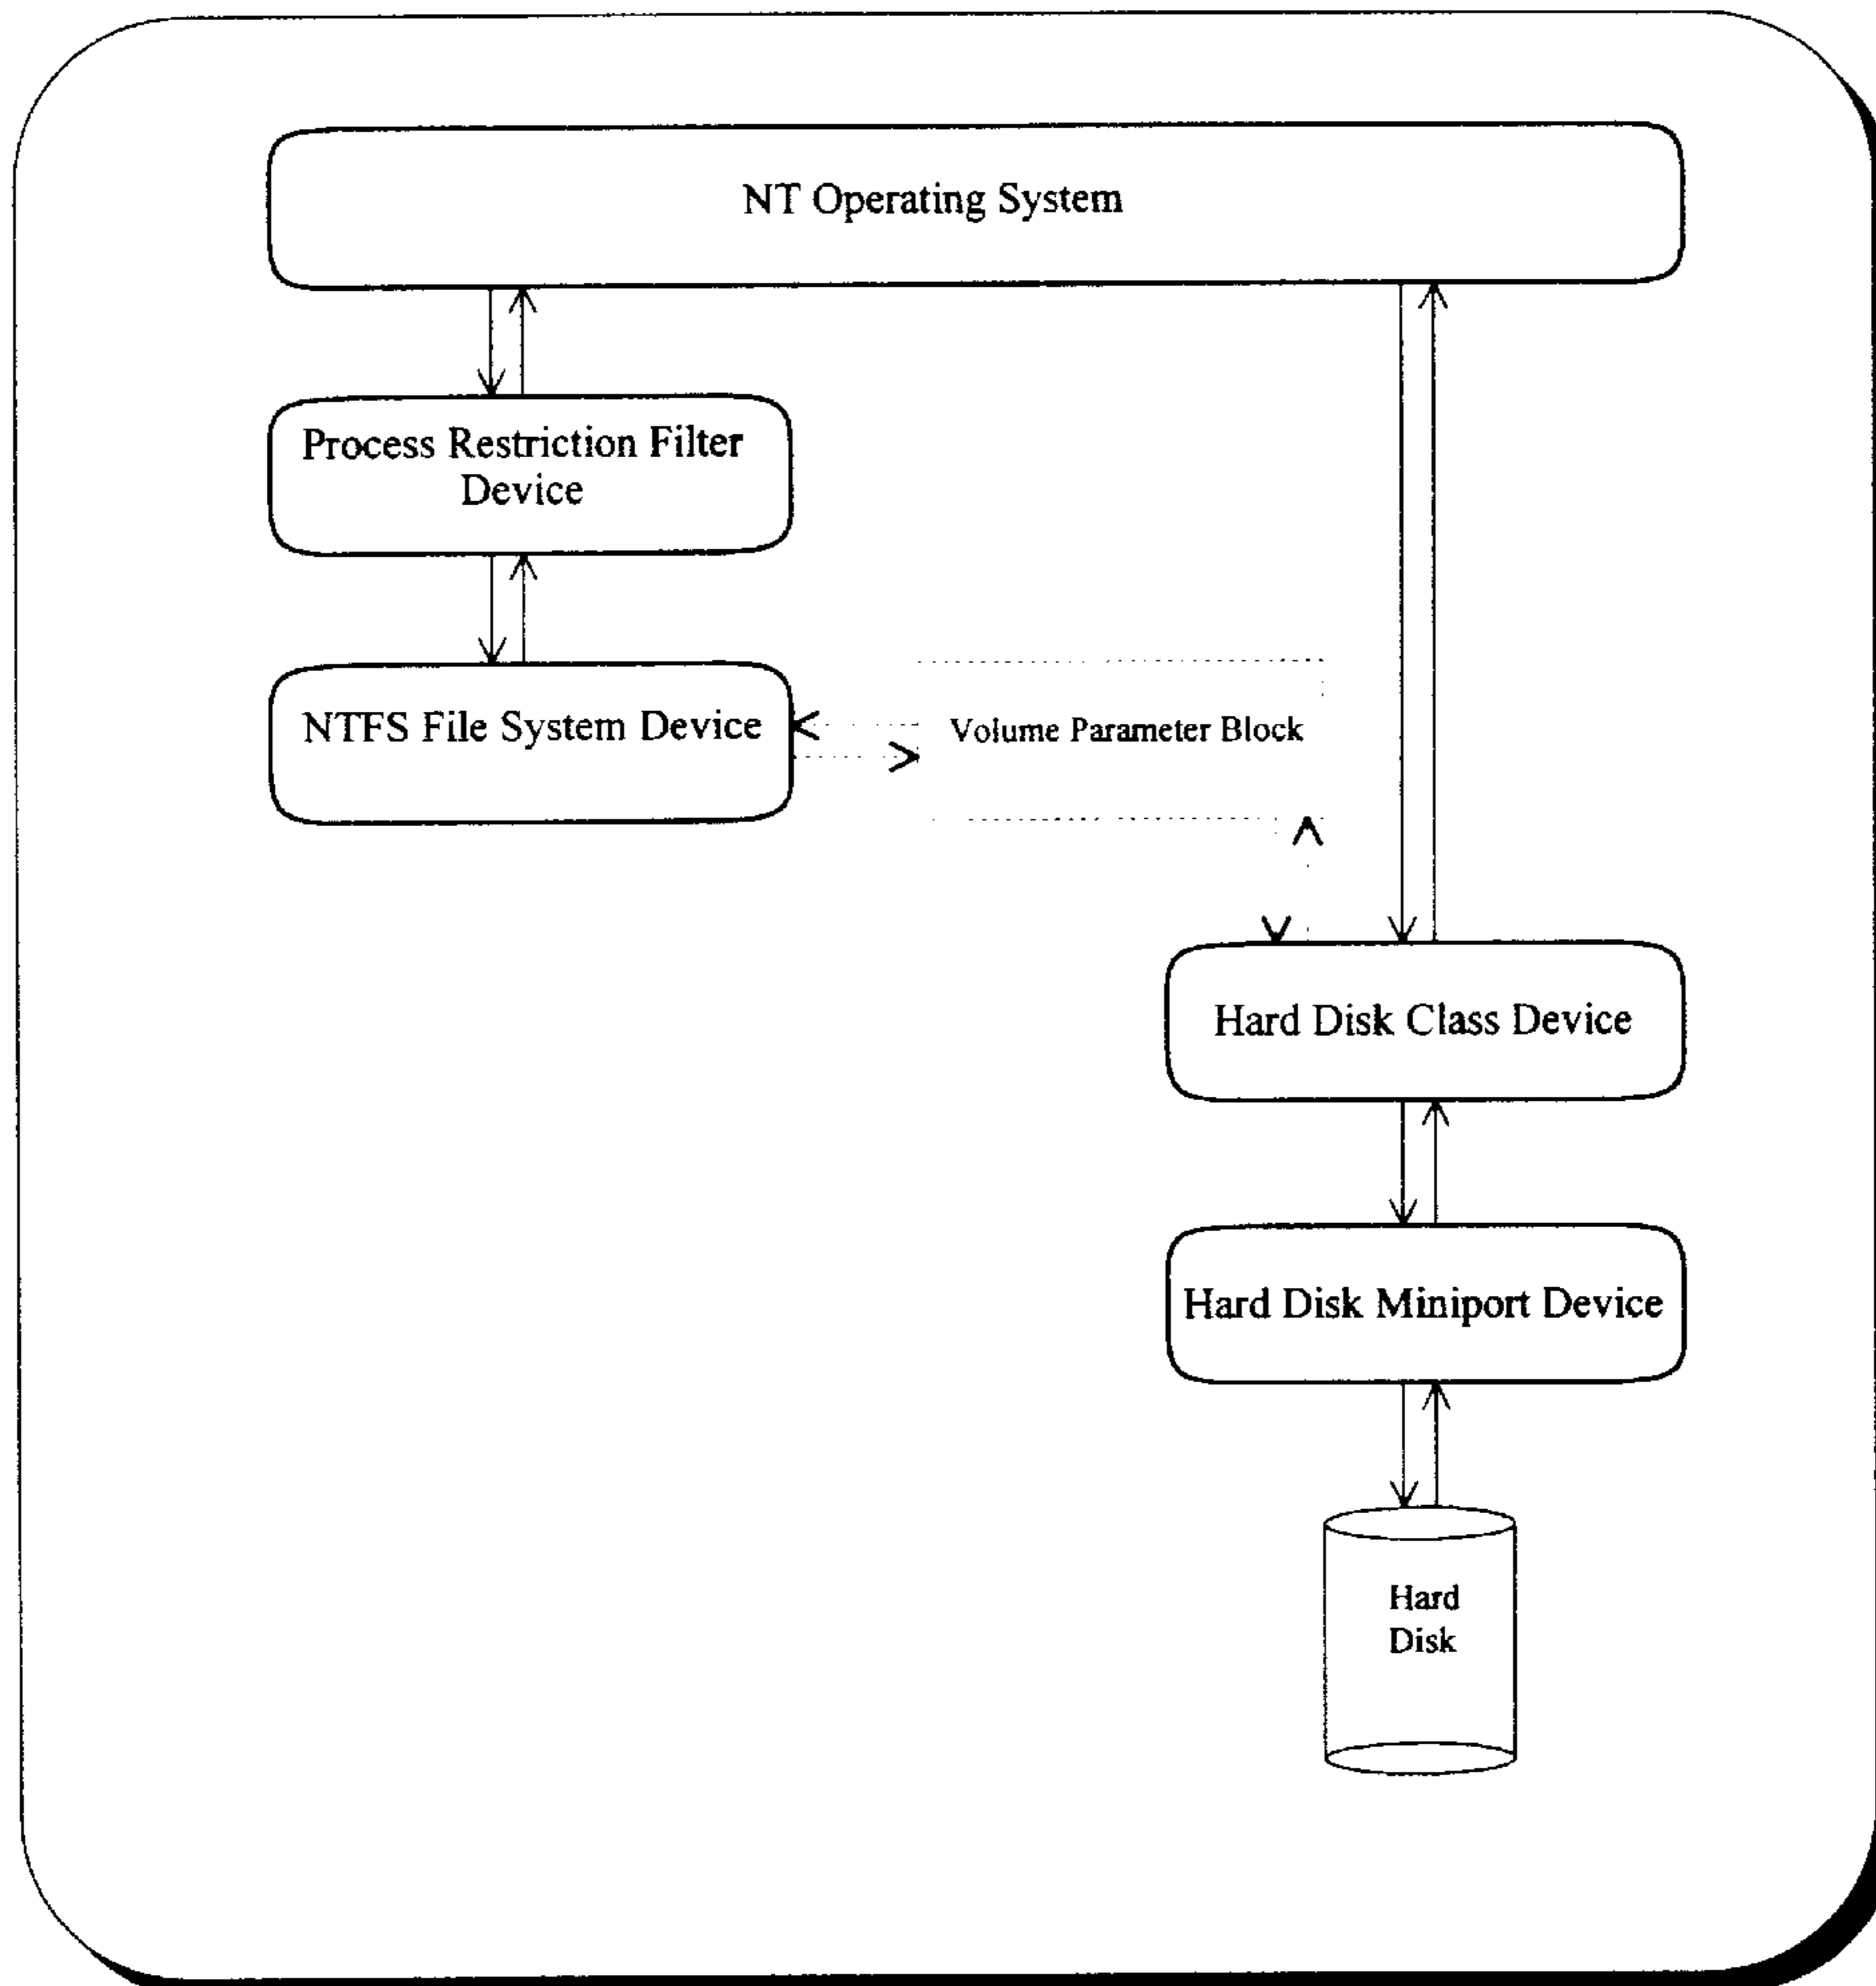 NT Operating System
Process Restriction Filter
Device
NTFS File System Device
Volume Parameter Block
Hard Disk Class Device
Hard Disk Miniport Device
Hard
Disk